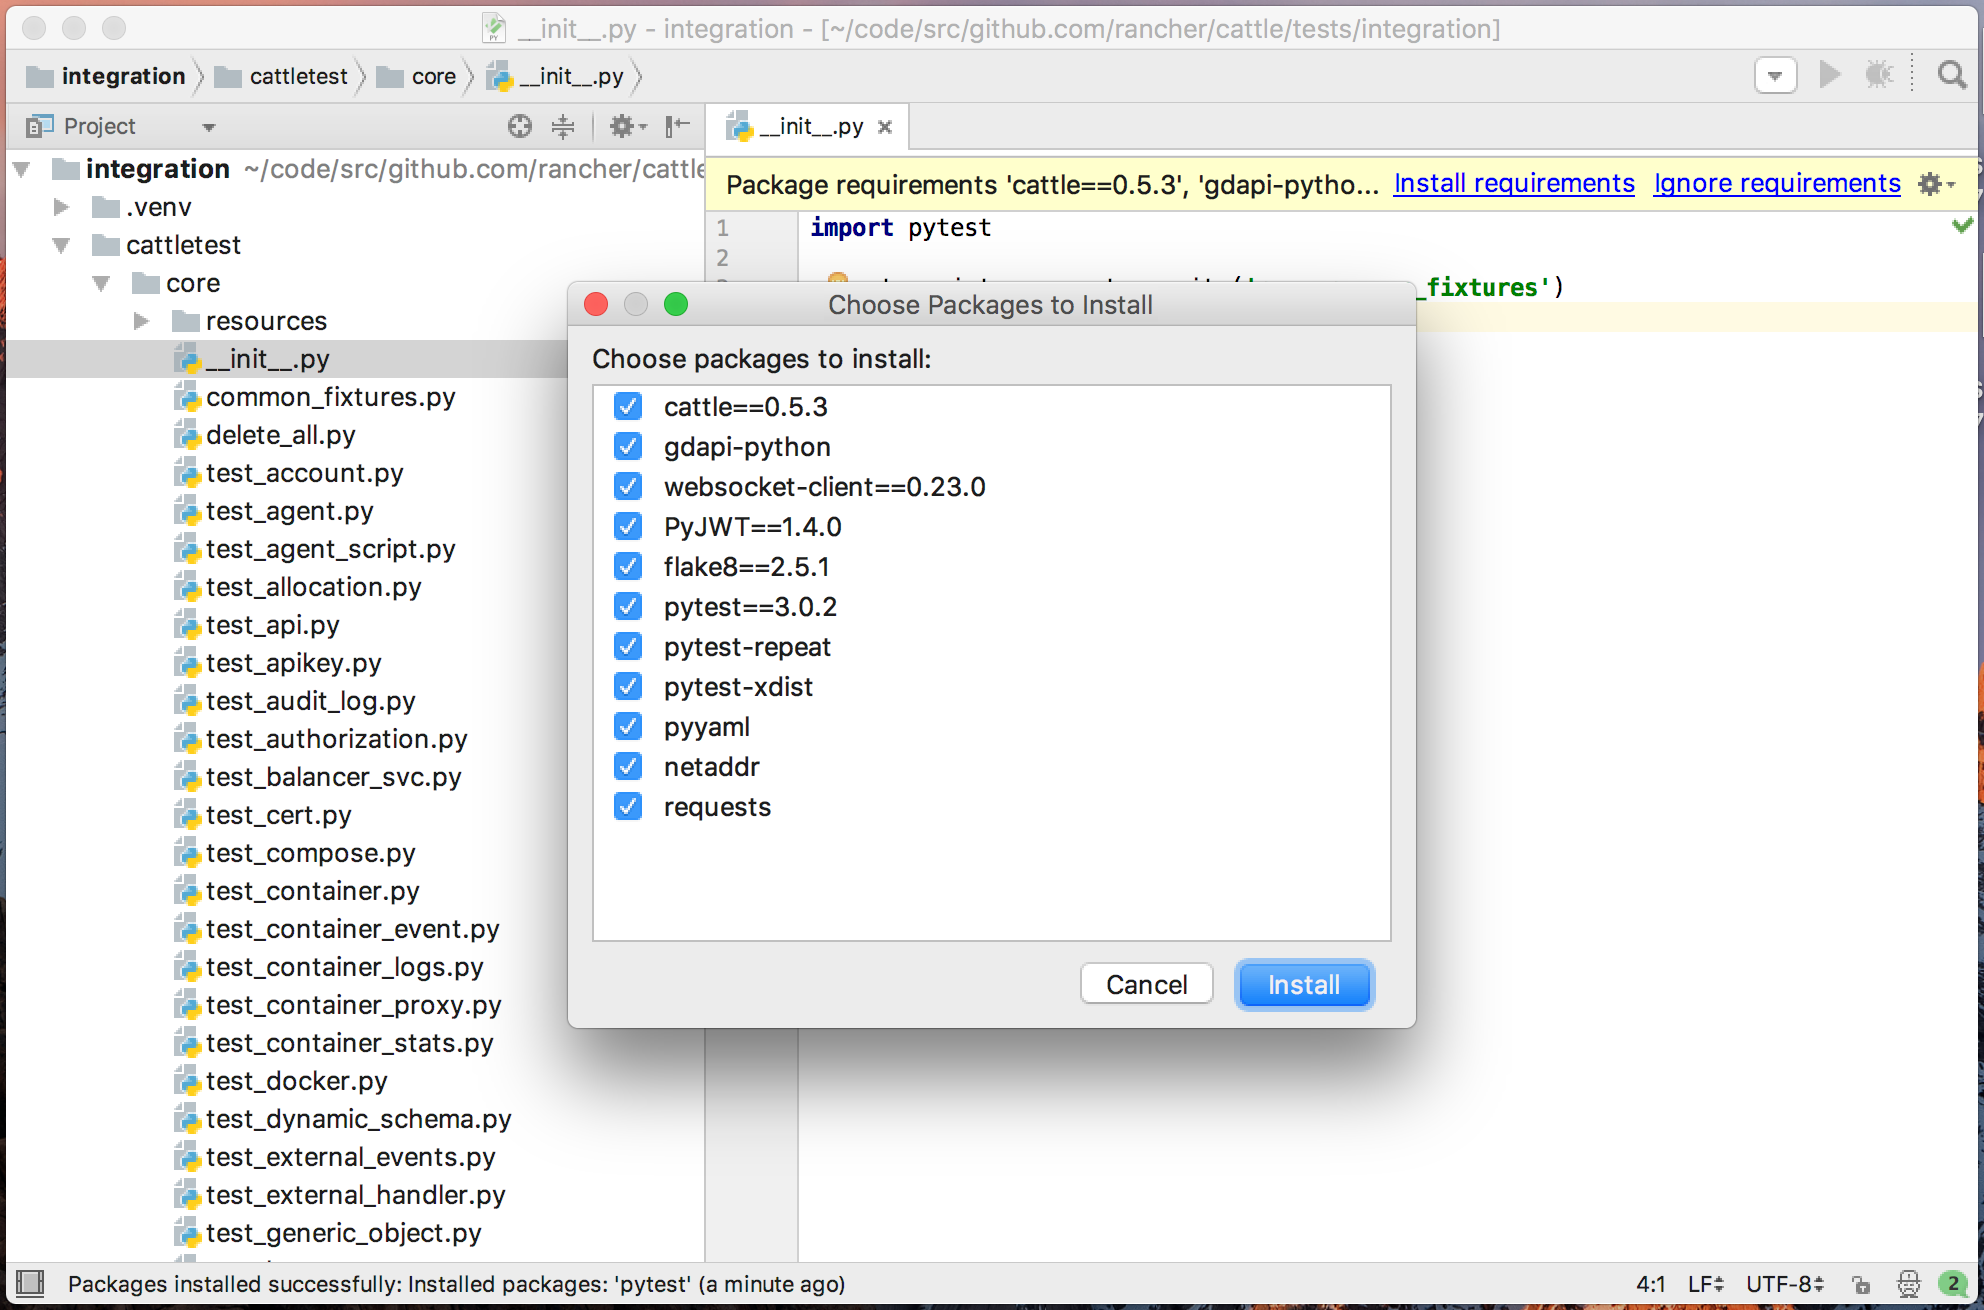 __init__.py - integration - [~/code/src/github.com/rancher/cattle/tests/integration]
integration cattletest core __init__.py
Project
__init__.py
integration ~/code/src/github.com/rancher/cattle
.venv
cattletest
core
resources
__init__.py
common_fixtures.py
delete_all.py
test_account.py
test_agent.py
test_agent_script.py
test_allocation.py
test_api.py
test_apikey.py
test_audit_log.py
test_authorization.py
test_balancer_svc.py
test_cert.py
test_compose.py
test_container.py
test_container_event.py
test_container_logs.py
test_container_proxy.py
test_container_stats.py
test_docker.py
test_dynamic_schema.py
test_external_events.py
test_external_handler.py
test_generic_object.py
Package requirements 'cattle==0.5.3', 'gdapi-pytho... Install requirements Ignore requirements
1 import pytest
2
_fixtures')
Choose Packages to Install
Choose packages to install:
cattle==0.5.3
gdapi-python
websocket-client==0.23.0
PyJWT==1.4.0
flake8==2.5.1
pytest==3.0.2
pytest-repeat
pytest-xdist
pyyaml
netaddr
requests
Cancel Install
Packages installed successfully: Installed packages: 'pytest' (a minute ago)
4:1 LF UTF-8 2